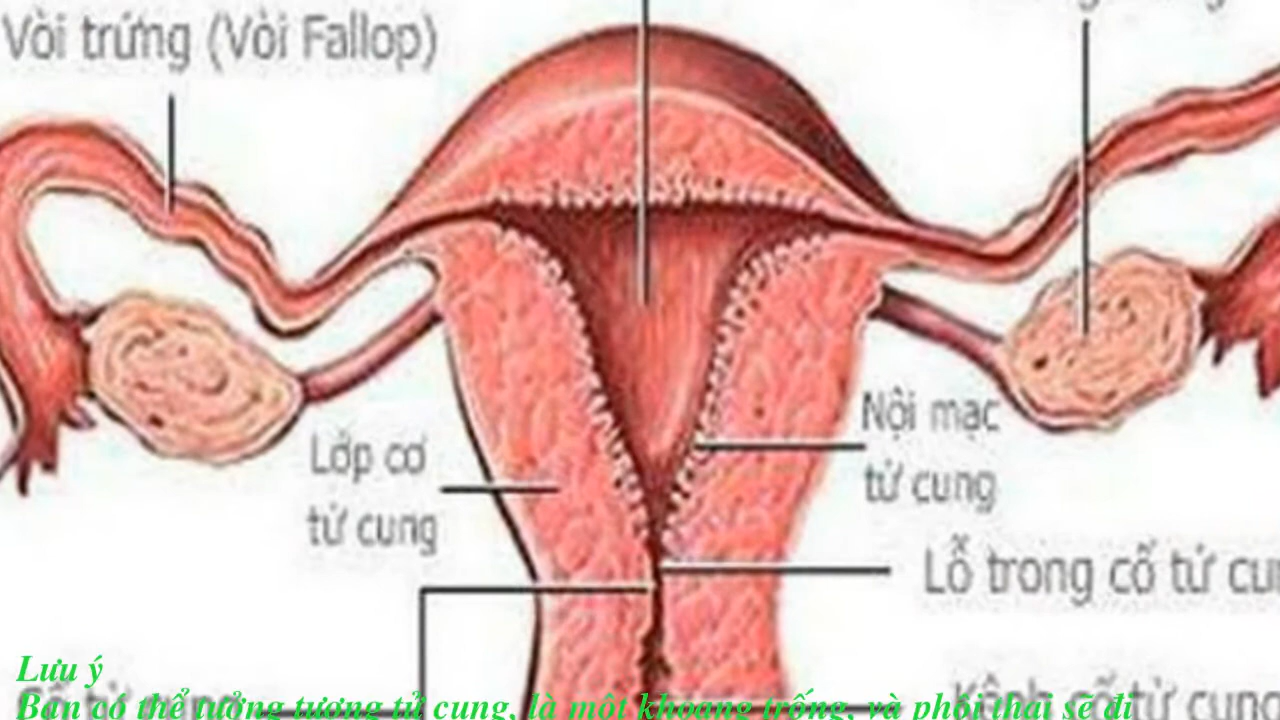 Vòi trứng (Vòi Fallop)
Nội mạc
tử cung
Lớp cơ
tử cung
Lỗ trong cổ tử
Lưu ý
Bạn có thể tưởng tượng tử cung, là một khoang trống, và phôi thai sẽ đi
Kênh cổ tử cung